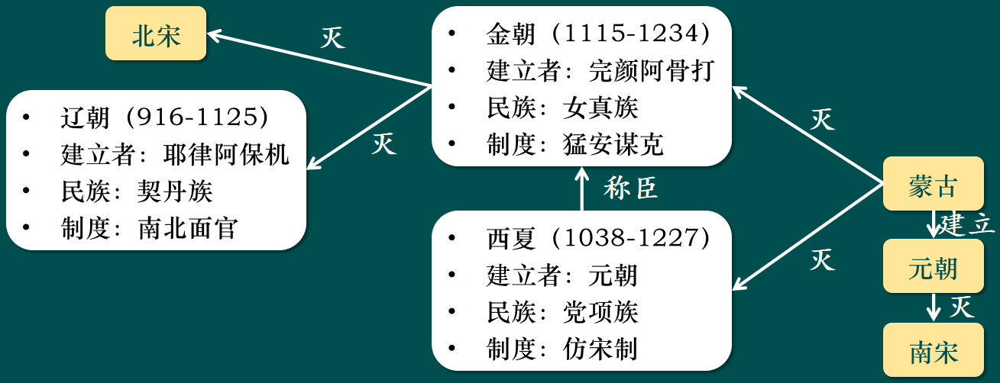 北宋
灭
• 金朝（1115-1234）
• 建立者：完颜阿骨打
• 民族：女真族
• 制度：猛安谋克
• 辽朝（916-1125）
• 建立者：耶律阿保机
• 民族：契丹族
• 制度：南北面官
灭
灭
称臣
蒙古
建立
• 西夏（1038-1227）
• 建立者：元朝
• 民族：党项族
• 制度：仿宋制
灭
元朝
灭
南宋